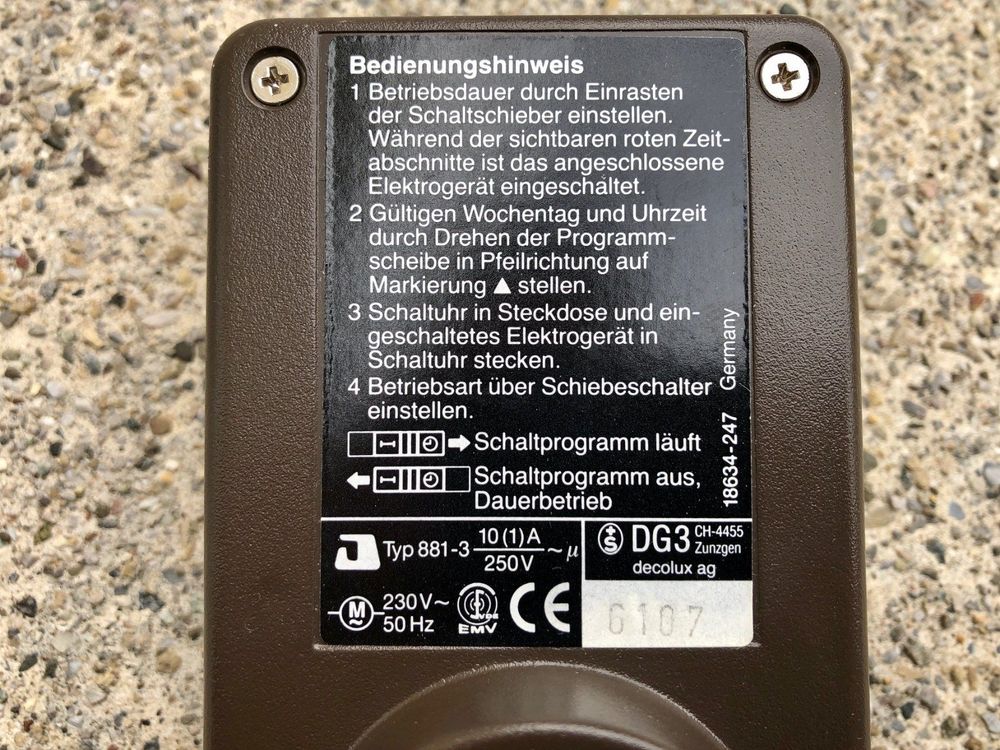 Bedienungshinweis
1 Betriebsdauer durch Einrasten
der Schaltschieber einstellen.
Während der sichtbaren roten Zeit-
abschnitte ist das angeschlossene
Elektrogerät eingeschaltet.
2 Gültigen Wochentag und Uhrzeit
durch Drehen der Programm-
scheibe in Pfeilrichtung auf
Markierung ▲ stellen.
3 Schaltuhr in Steckdose und ein-
geschaltetes Elektrogerät in
Schaltuhr stecken.
4 Betriebsart über Schiebeschalter
einstellen.
Schaltprogramm läuft
Schaltprogramm aus,
Dauerbetrieb
18634-247 Germany
Typ 881-3 10 (1) A
250V ~ µ
M 230V~
50 Hz
VDE
EMV
CE
S DG3 CH-4455
Zunzgen
decolux ag
6107